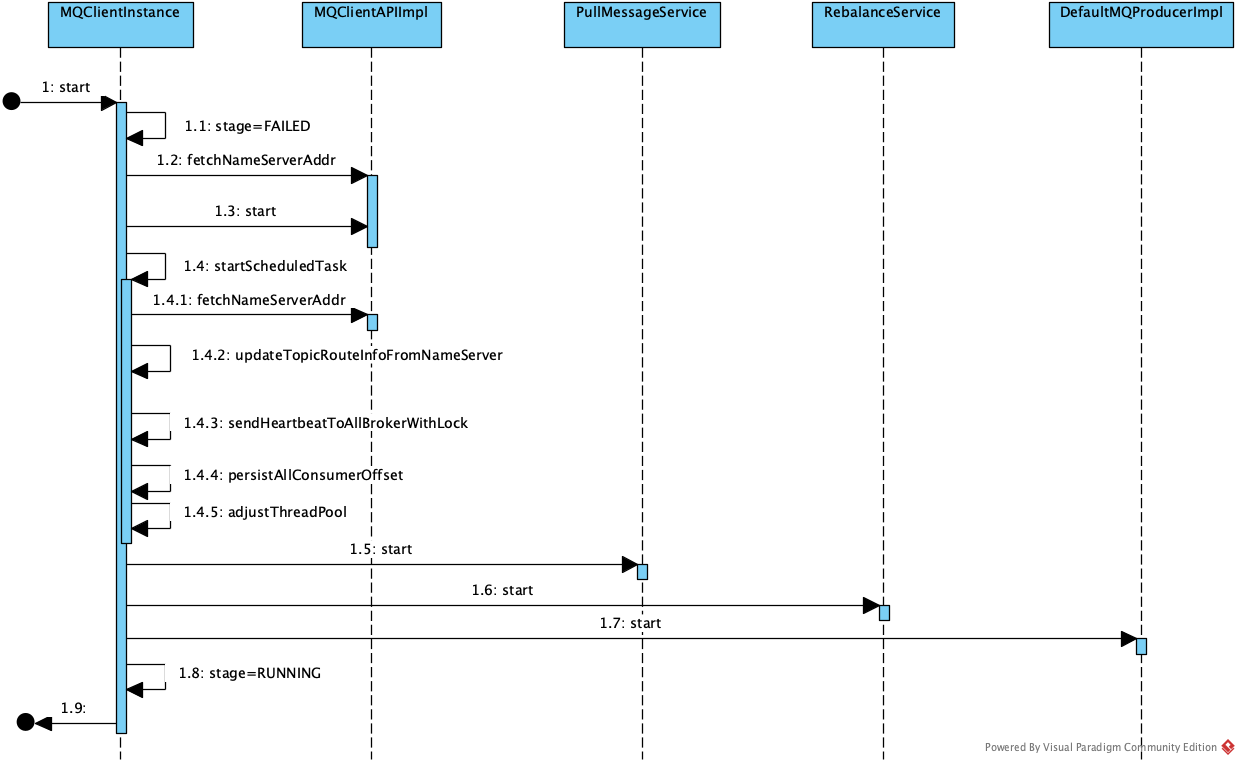 MQClientInstance
MQClientAPIImpl
PullMessageService
RebalanceService
DefaultMQProducerImpl
1: start
1.1: stage=FAILED
1.2: fetchNameServerAddr
1.3: start
1.4: startScheduledTask
1.4.1: fetchNameServerAddr
1.4.2: updateTopicRouteInfoFromNameServer
1.4.3: sendHeartbeatToAllBrokerWithLock
1.4.4: persistAllConsumerOffset
1.4.5: adjustThreadPool
1.5: start
1.6: start
1.7: start
1.8: stage=RUNNING
1.9:
Powered By Visual Paradigm Community Edition